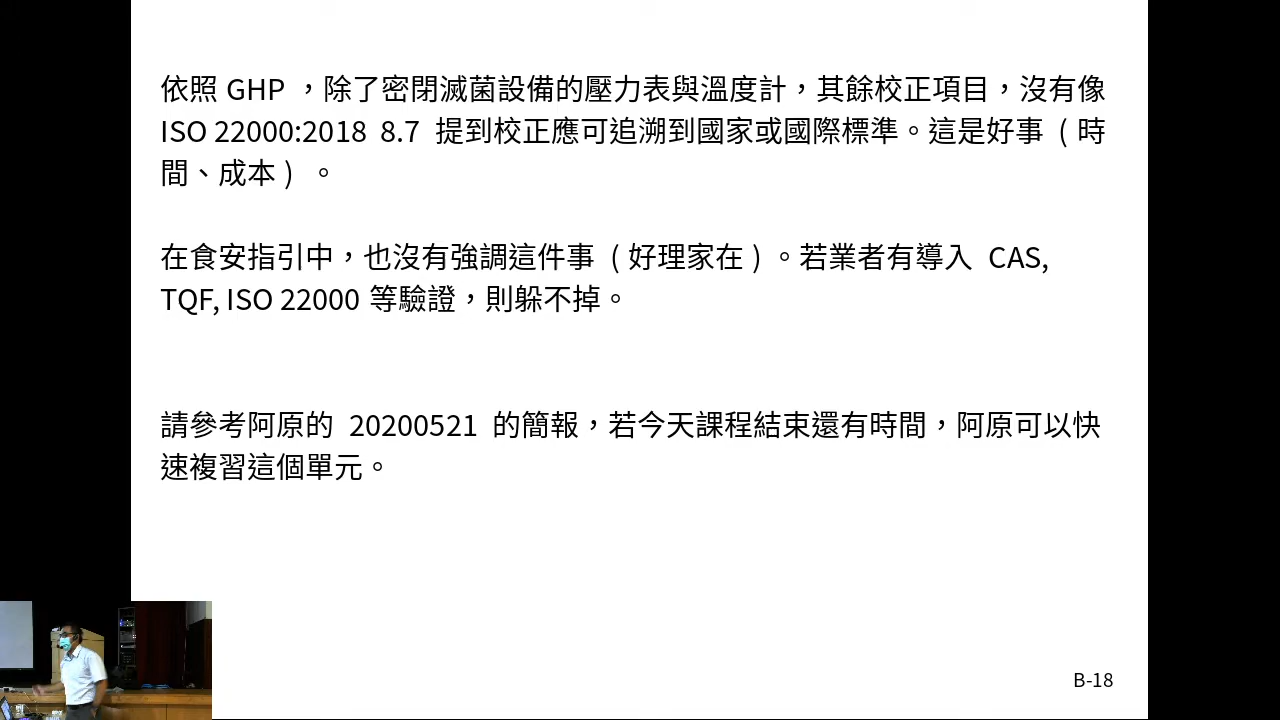 依照 GHP ，除了密閉滅菌設備的壓力表與溫度計，其餘校正項目，沒有像
ISO 22000:2018 8.7 提到校正應可追溯到國家或國際標準。這是好事 ( 時
間、成本 ) 。
在食安指引中，也沒有強調這件事 ( 好理家在 ) 。若業者有導入 CAS,
TQF, ISO 22000 等驗證，則躲不掉。
請參考阿原的 20200521 的簡報，若今天課程結束還有時間，阿原可以快
速複習這個單元。
B-18